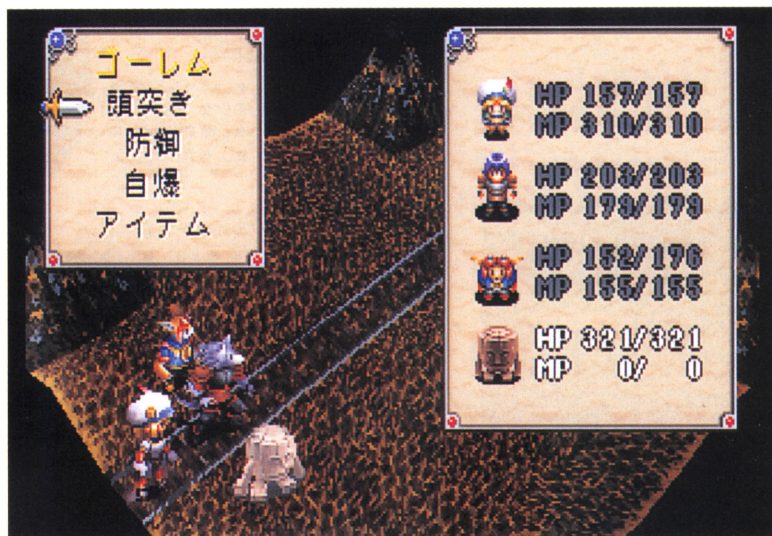 ゴーレム
頭突き
防御
自爆
アイテム
HP 157/157
MP 310/310
HP 203/203
MP 179/179
HP 152/176
MP 155/155
HP 321/321
MP 0/ 0